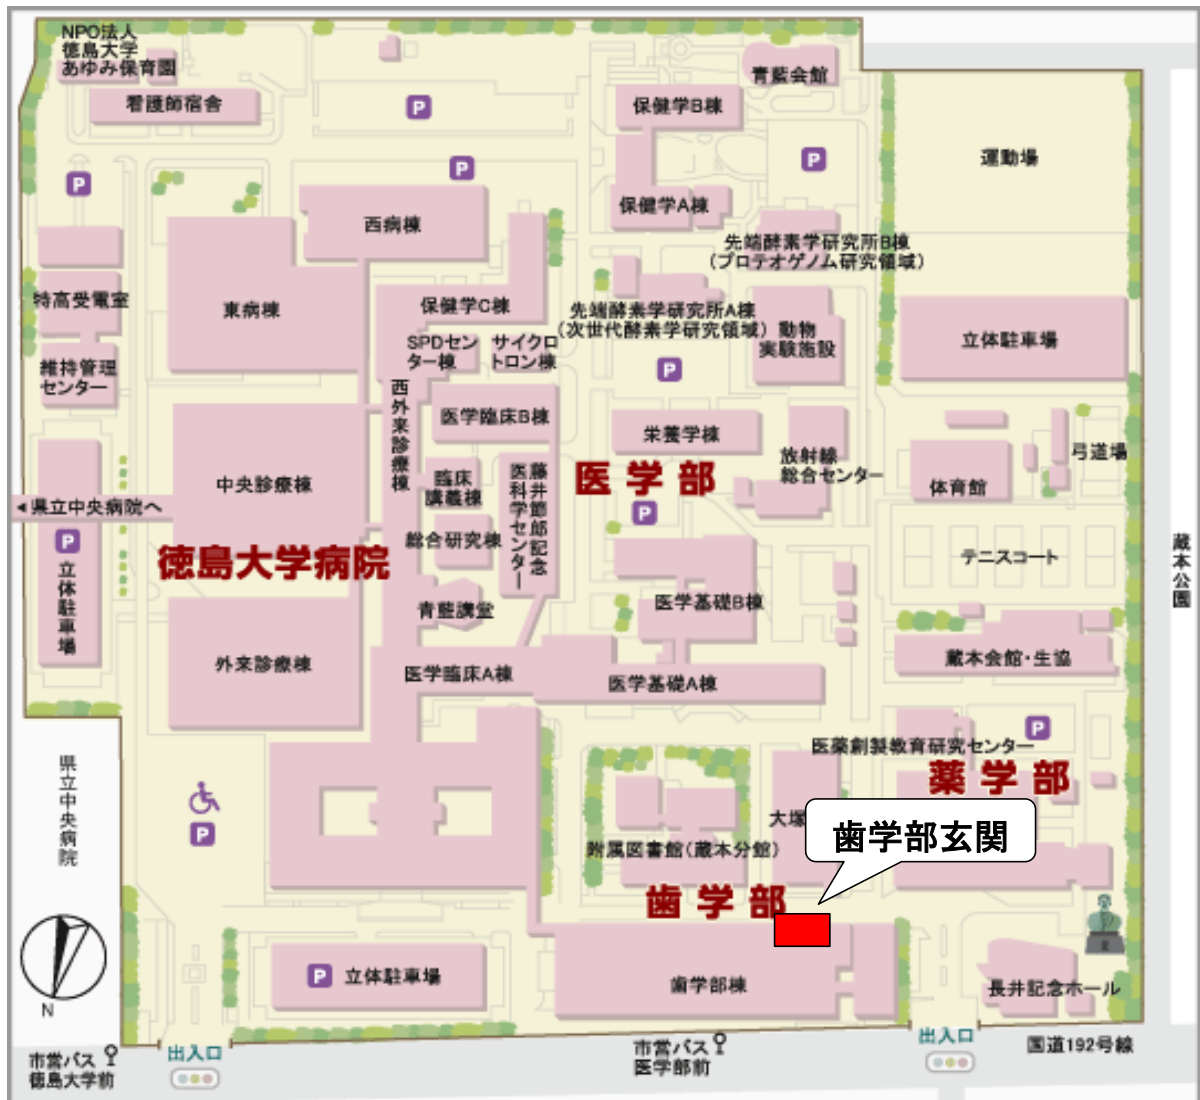 NPO法人
徳島大学
あゆみ保育園
看護師宿舎
P
P
P
青藍会館
保健学B棟
P
運動場
保健学A棟
西病棟
先端酵素学研究所B棟
(プロテオゲノム研究領域)
特高受電室
東病棟
保健学C棟
先端酵素学研究所A棟
(次世代酵素学研究領域)
動物
実験施設
立体駐車場
維持管理
センター
SPDセン
ター棟
サイクロ
トロン棟
P
西外来診療棟
医学臨床B棟
栄養学棟
放射線
総合センター
弓道場
体育館
中央診療棟
臨床
講義棟
藤井節郎記念
医科学センター
医学部
P
◀県立中央病院へ
P
立体駐車場
徳島大学病院
総合研究棟
テニスコート
蔵本公園
青藍講堂
医学基礎B棟
外来診療棟
医学臨床A棟
医学基礎A棟
蔵本会館・生協
P
医薬創製教育研究センター
薬学部
県立中央病院
P
大塚
歯学部玄関
附属図書館(蔵本分館)
歯学部
N
P
立体駐車場
歯学部棟
長井記念ホール
市営バス
徳島大学前
出入口
市営バス
医学部前
出入口
国道192号線